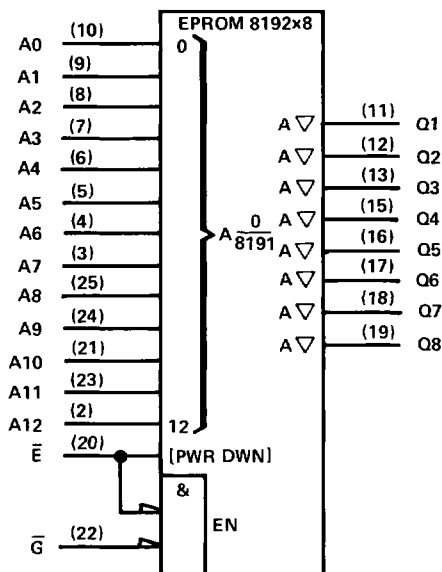 EPROM 8192x8
A0 (10) 0
A1 (9)
A2 (8)
A3 (7)
A4 (6)
A5 (5)
A6 (4)
A7 (3)
A8 (25)
A9 (24)
A10 (21)
A11 (23)
A12 (2) 12
A 0/8191
A ▽ (11) Q1
A ▽ (12) Q2
A ▽ (13) Q3
A ▽ (15) Q4
A ▽ (16) Q5
A ▽ (17) Q6
A ▽ (18) Q7
A ▽ (19) Q8
E̅ (20) [PWR DWN]
&
EN
G̅ (22)